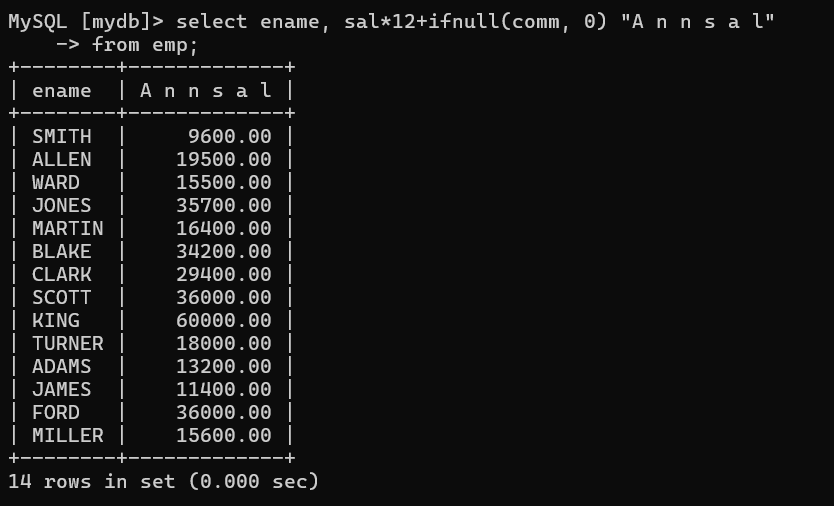 MySQL [mydb]> select ename, sal*12+ifnull(comm, 0) "A n n s a l"
    -> from emp;
+--------+-------------+
| ename  | A n n s a l |
+--------+-------------+
| SMITH  |     9600.00 |
| ALLEN  |    19500.00 |
| WARD   |    15500.00 |
| JONES  |    35700.00 |
| MARTIN |    16400.00 |
| BLAKE  |    34200.00 |
| CLARK  |    29400.00 |
| SCOTT  |    36000.00 |
| KING   |    60000.00 |
| TURNER |    18000.00 |
| ADAMS  |    13200.00 |
| JAMES  |    11400.00 |
| FORD   |    36000.00 |
| MILLER |    15600.00 |
+--------+-------------+
14 rows in set (0.000 sec)